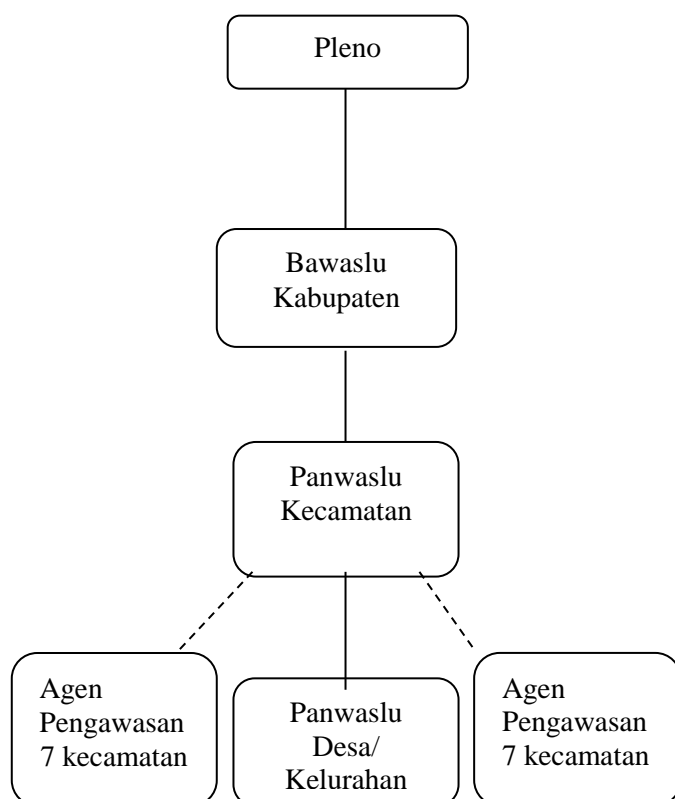 Pleno
Bawaslu
Kabupaten
Panwaslu
Kecamatan
Agen
Pengawasan
7 kecamatan
Panwaslu
Desa/
Kelurahan
Agen
Pengawasan
7 kecamatan